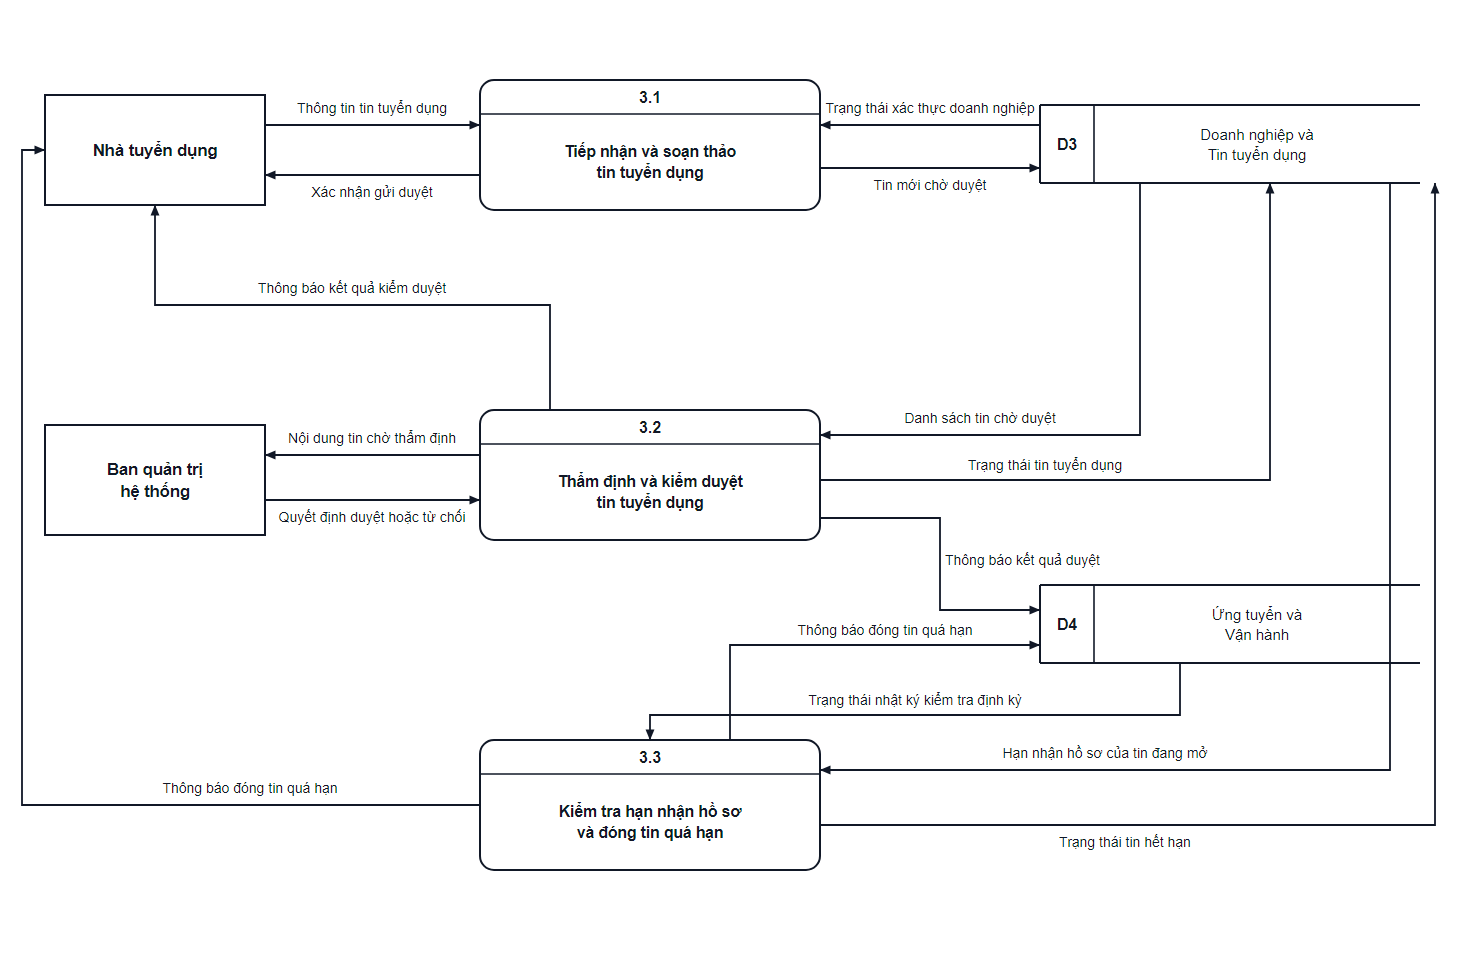 3.1
Thông tin tin tuyển dụng
Trạng thái xác thực doanh nghiệp
Nhà tuyển dụng
Tiếp nhận và soạn thảo
tin tuyển dụng
D3
Doanh nghiệp và
Tin tuyển dụng
Xác nhận gửi duyệt
Tin mới chờ duyệt
Thông báo kết quả kiểm duyệt
3.2
Danh sách tin chờ duyệt
Nội dung tin chờ thẩm định
Trạng thái tin tuyển dụng
Ban quản trị
hệ thống
Thẩm định và kiểm duyệt
tin tuyển dụng
Quyết định duyệt hoặc từ chối
Thông báo kết quả duyệt
D4
Ứng tuyển và
Vận hành
Thông báo đóng tin quá hạn
Trạng thái nhật ký kiểm tra định kỳ
3.3
Hạn nhận hồ sơ của tin đang mở
Thông báo đóng tin quá hạn
Kiểm tra hạn nhận hồ sơ
và đóng tin quá hạn
Trạng thái tin hết hạn